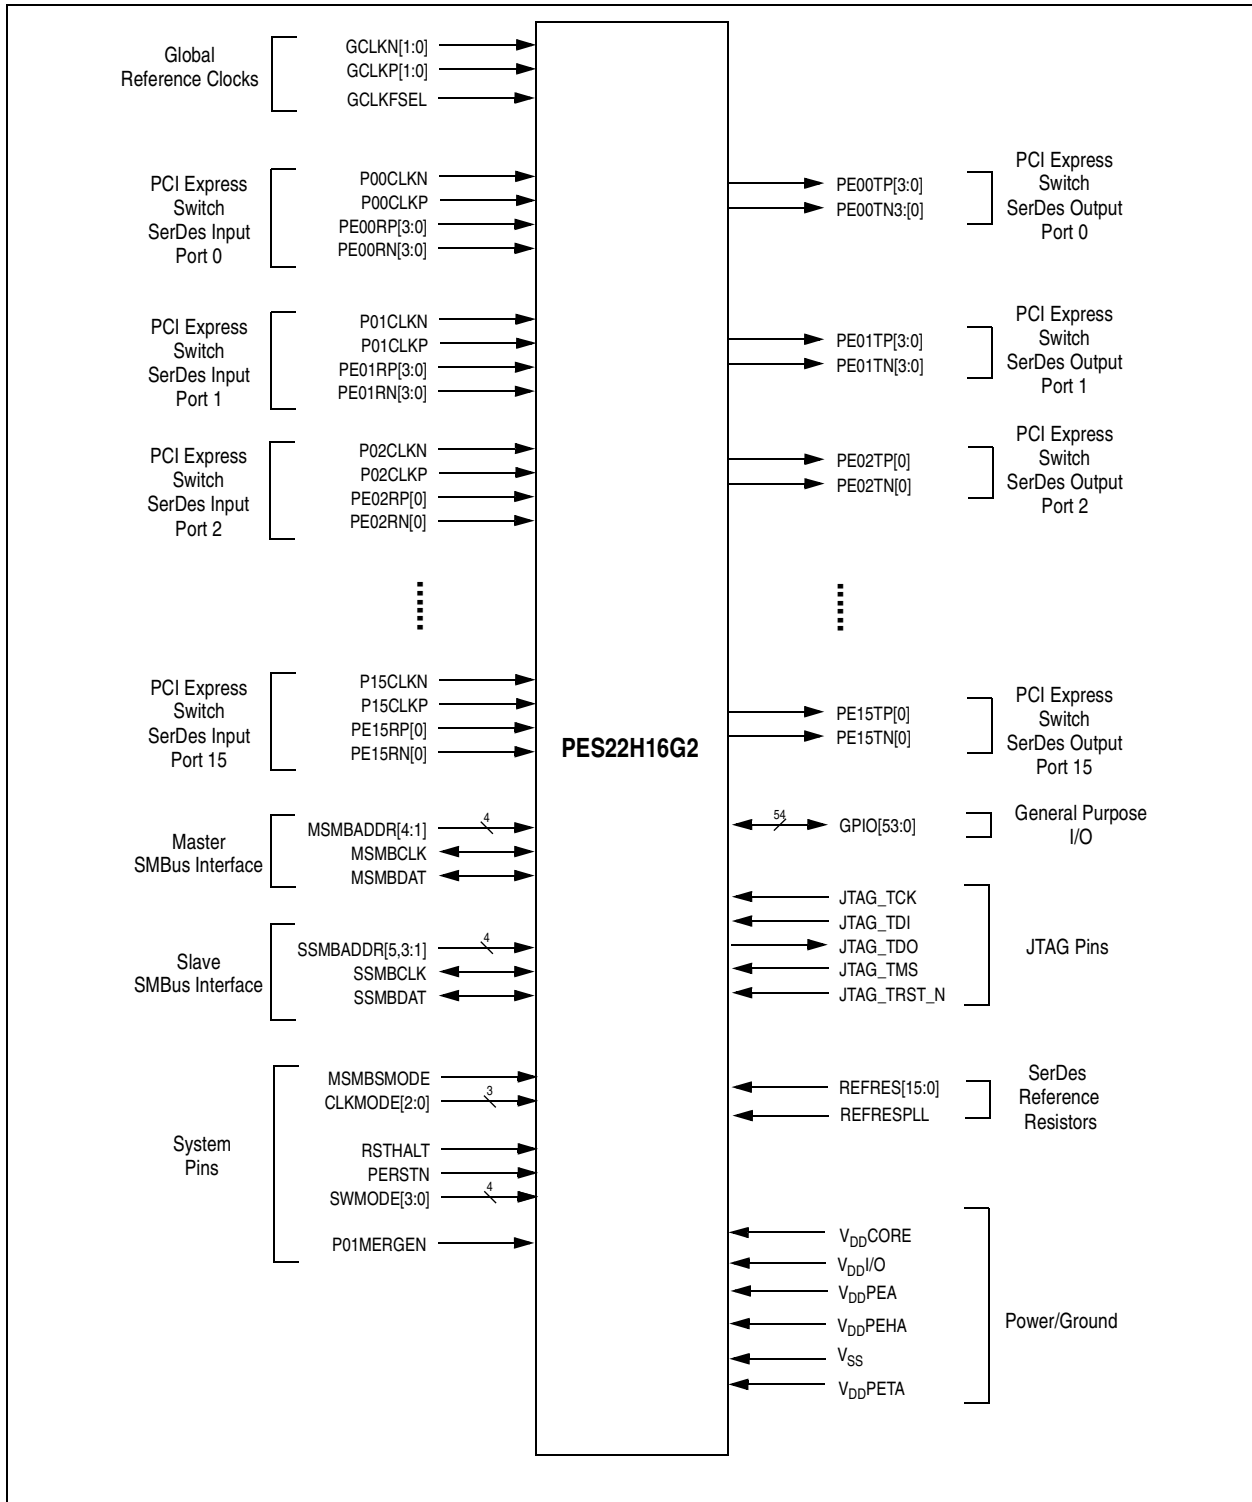 Global
Reference Clocks
GCLKN[1:0]
GCLKP[1:0]
GCLKFSEL
PCI Express
Switch
SerDes Input
Port 0
P00CLKN
P00CLKP
PE00RP[3:0]
PE00RN[3:0]
PCI Express
Switch
SerDes Input
Port 1
P01CLKN
P01CLKP
PE01RP[3:0]
PE01RN[3:0]
PCI Express
Switch
SerDes Input
Port 2
P02CLKN
P02CLKP
PE02RP[0]
PE02RN[0]
PCI Express
Switch
SerDes Input
Port 15
P15CLKN
P15CLKP
PE15RP[0]
PE15RN[0]
Master
SMBus Interface
MSMBADDR[4:1]
4
MSMBCLK
MSMBDAT
Slave
SMBus Interface
SSMBADDR[5,3:1]
4
SSMBCLK
SSMBDAT
System
Pins
MSMBSMODE
CLKMODE[2:0]
3
RSTHALT
PERSTN
SWMODE[3:0]
4
P01MERGEN
PES22H16G2
PE00TP[3:0]
PE00TN3:[0]
PCI Express
Switch
SerDes Output
Port 0
PE01TP[3:0]
PE01TN[3:0]
PCI Express
Switch
SerDes Output
Port 1
PE02TP[0]
PE02TN[0]
PCI Express
Switch
SerDes Output
Port 2
PE15TP[0]
PE15TN[0]
PCI Express
Switch
SerDes Output
Port 15
54
GPIO[53:0]
General Purpose
I/O
JTAG_TCK
JTAG_TDI
JTAG_TDO
JTAG_TMS
JTAG_TRST_N
JTAG Pins
REFRES[15:0]
REFRESPLL
SerDes
Reference
Resistors
VDDCORE
VDDI/O
VDDPEA
VDDPEHA
VSS
VDDPETA
Power/Ground